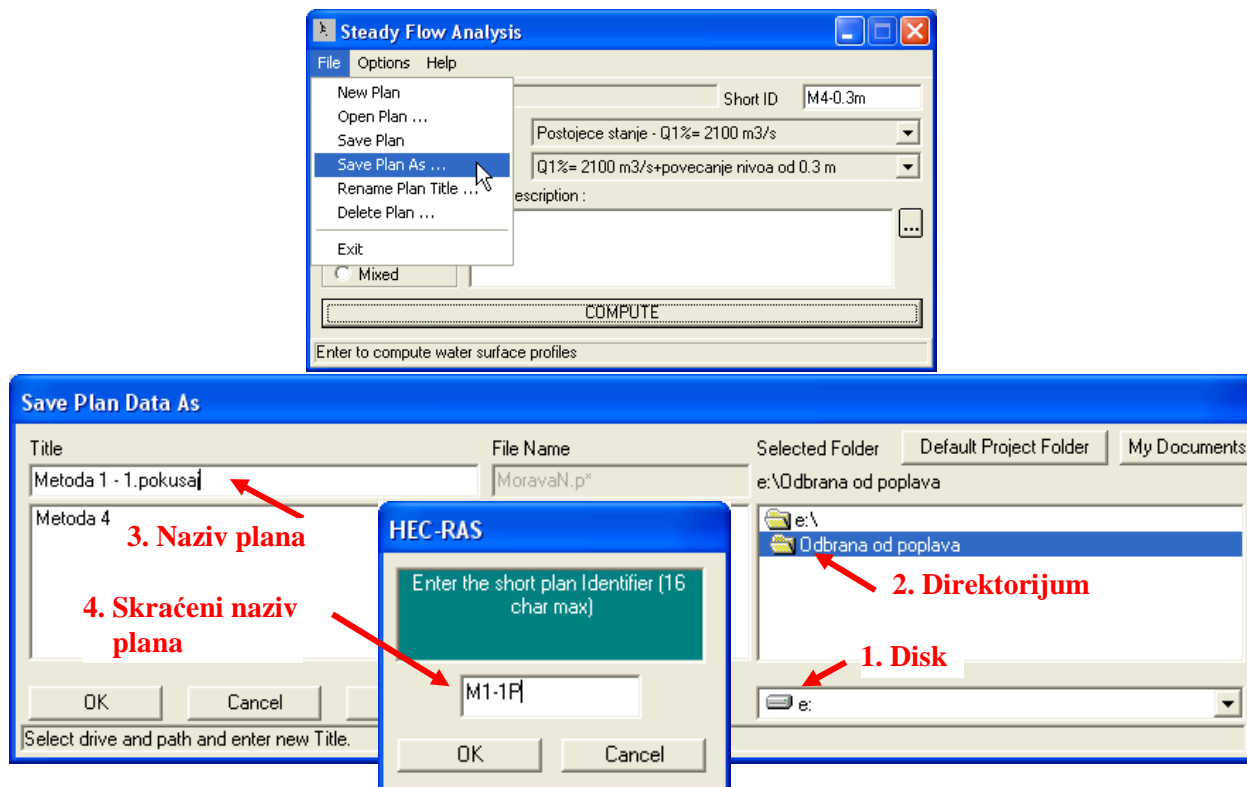 Steady Flow Analysis
File Options Help
New Plan
Open Plan ...
Save Plan
Save Plan As ...
Rename Plan Title ...
Delete Plan ...
Exit
Short ID M4-0.3m
Postojece stanje - Q1%= 2100 m3/s
Q1%= 2100 m3/s+povecanje nivoa od 0.3 m
escription :
...
Mixed
COMPUTE
Enter to compute water surface profiles
Save Plan Data As
Title
File Name
Selected Folder
Default Project Folder
My Documents
Metoda 1 - 1.pokusaj
MoravaN.p*
e:\Odbrana od poplava
Metoda 4
3. Naziv plana
e:\
Odbrana od poplava
2. Direktorijum
HEC-RAS
Enter the short plan Identifier (16
char max)
4. Skraćeni naziv
plana
M1-1P
1. Disk
e:
OK
Cancel
Select drive and path and enter new Title.
OK
Cancel